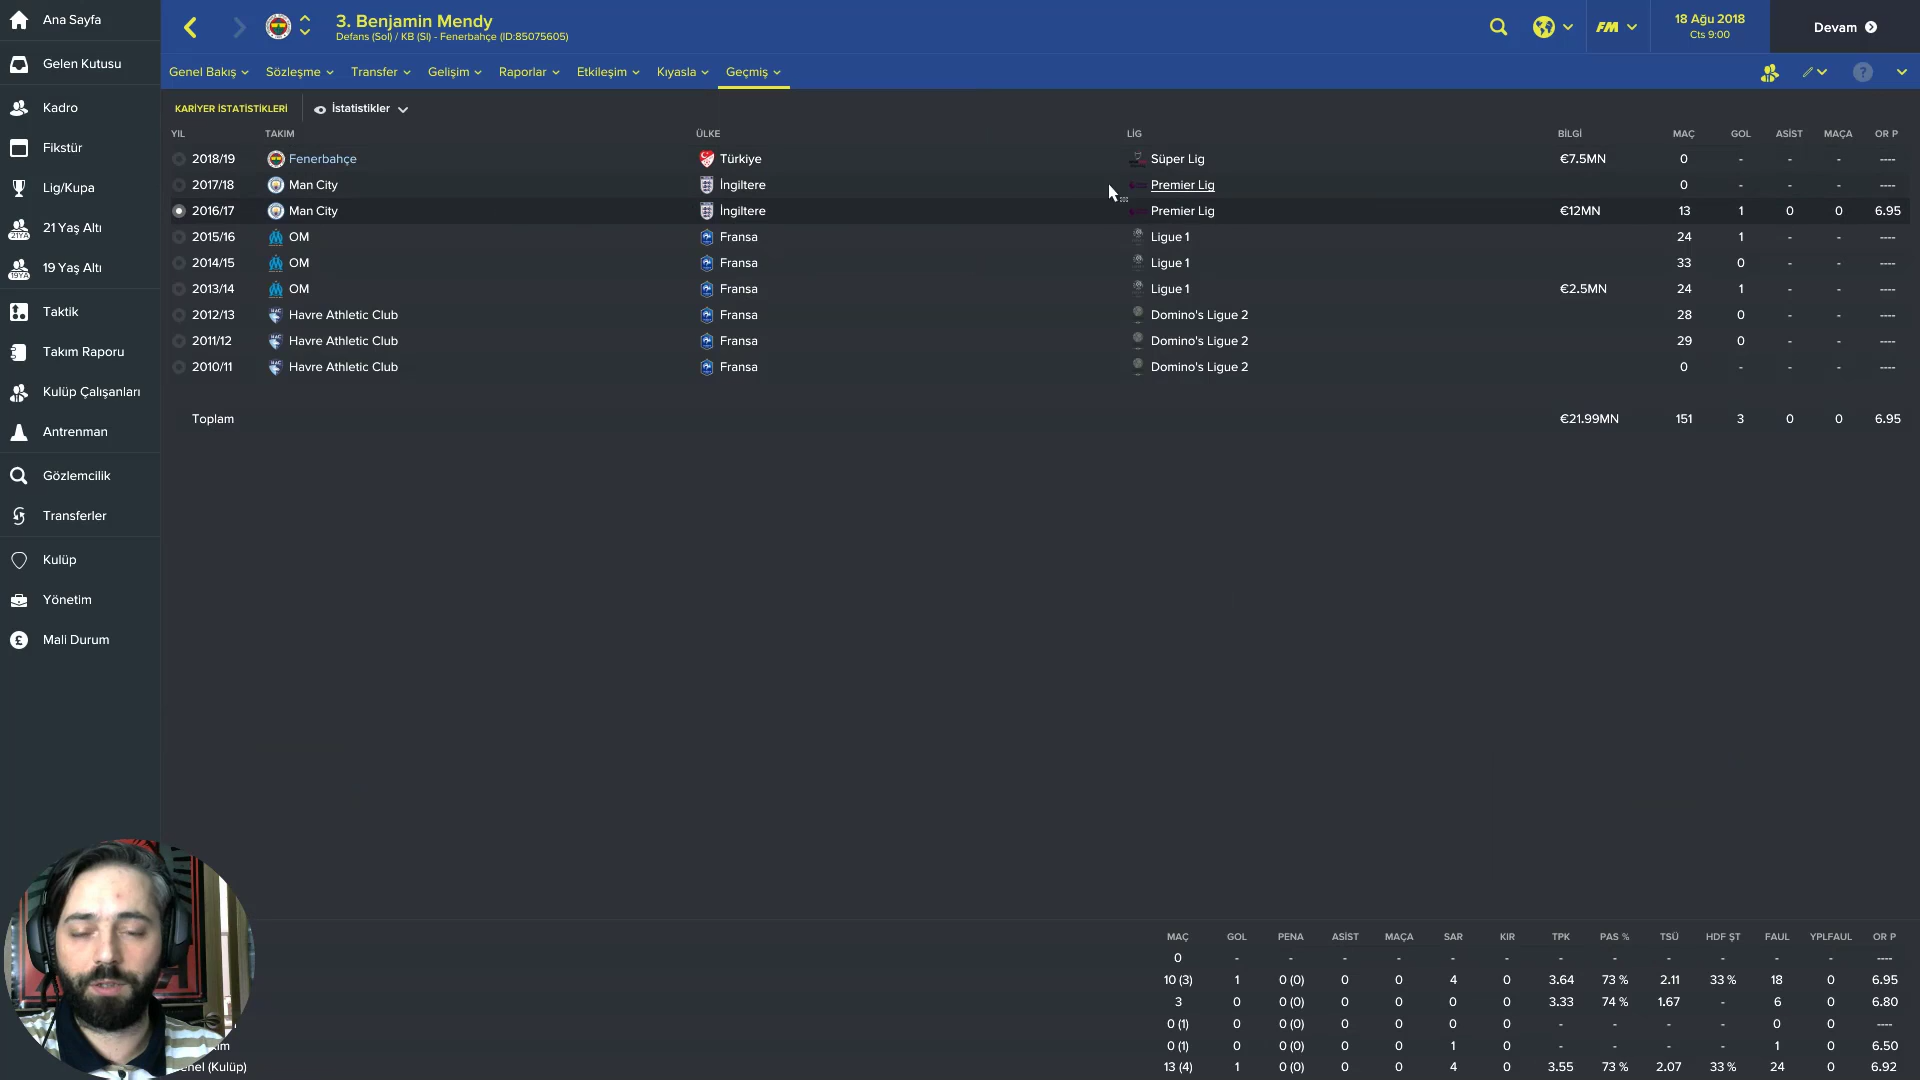 Ana Sayfa
Gelen Kutusu
Kadro
Fikstür
Lig/Kupa
21 Yaş Altı
19 Yaş Altı
Taktik
Takım Raporu
Kulüp Çalışanları
Antrenman
Gözlemcilik
Transferler
Kulüp
Yönetim
Mali Durum
3. Benjamin Mendy
Defans (Sol) / KB (Sl) - Fenerbahçe (ID:85075605)
FM
18 Ağu 2018
Cts 9:00
Devam
Genel Bakış Sözleşme Transfer Gelişim Raporlar Etkileşim Kıyasla Geçmiş
KARİYER İSTATİSTİKLERİ İstatistikler
YIL TAKIM ÜLKE LİG BİLGİ MAÇ GOL ASİST MAÇA OR P
2018/19 Fenerbahçe Türkiye Süper Lig €7.5MN 0 - - - ----
2017/18 Man City İngiltere Premier Lig 0 - - - ----
2016/17 Man City İngiltere Premier Lig €12MN 13 1 0 0 6.95
2015/16 OM Fransa Ligue 1 24 1 - - ----
2014/15 OM Fransa Ligue 1 33 0 - - ----
2013/14 OM Fransa Ligue 1 €2.5MN 24 1 - - ----
2012/13 Havre Athletic Club Fransa Domino's Ligue 2 28 0 - - ----
2011/12 Havre Athletic Club Fransa Domino's Ligue 2 29 0 - - ----
2010/11 Havre Athletic Club Fransa Domino's Ligue 2 0 - - - ----
Toplam €21.99MN 151 3 0 0 6.95
MAÇ GOL PENA ASİST MAÇA SAR KIR TPK PAS % TSÜ HDF ŞT FAUL YPLFAUL OR P
0 - - - - - - - - - - - - ----
10 (3) 1 0 (0) 0 0 4 0 3.64 73 % 2.11 33 % 18 0 6.95
3 0 0 (0) 0 0 0 0 3.33 74 % 1.67 - 6 0 6.80
0 (1) 0 0 (0) 0 0 0 0 - - - - 0 0 ----
0 (1) 0 0 (0) 0 0 1 0 - - - - 1 0 6.50
(Kulüp) 13 (4) 1 0 (0) 0 0 4 0 3.55 73 % 2.07 33 % 24 0 6.92